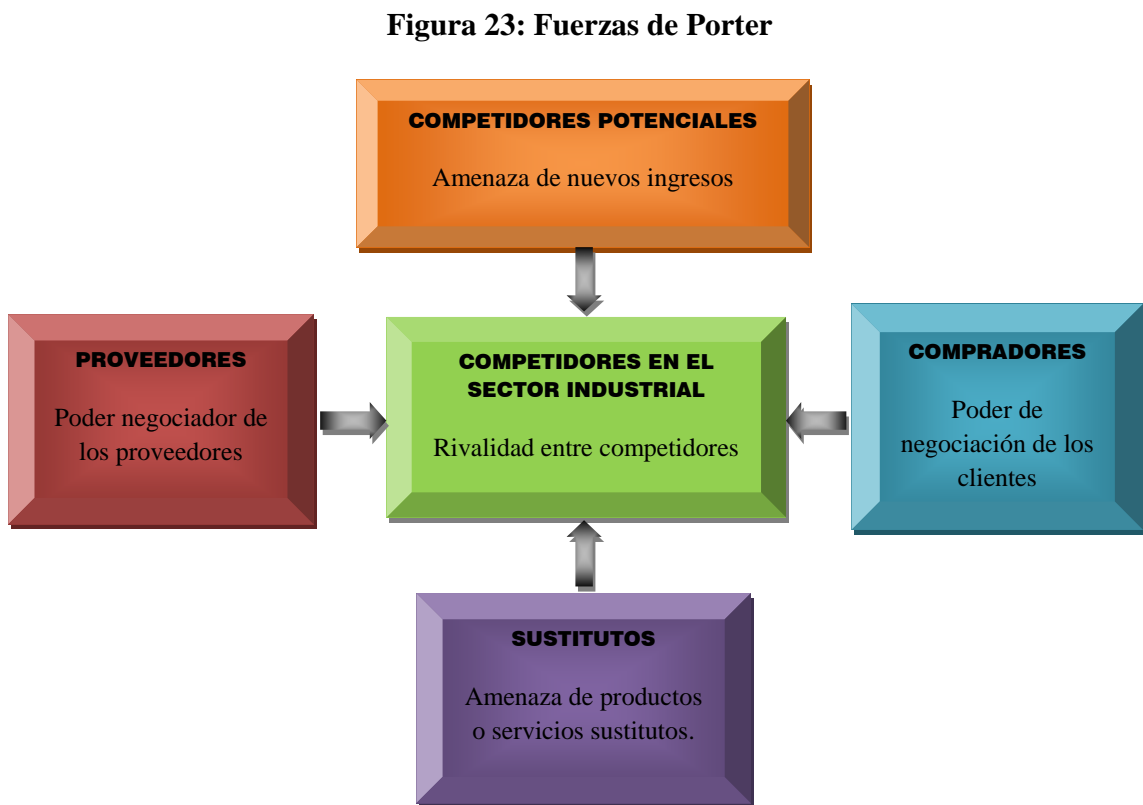 Figura 23: Fuerzas de Porter
COMPETIDORES POTENCIALES
Amenaza de nuevos ingresos
PROVEEDORES
Poder negociador de
los proveedores
COMPETIDORES EN EL
SECTOR INDUSTRIAL
Rivalidad entre competidores
COMPRADORES
Poder de
negociación de los
clientes
SUSTITUTOS
Amenaza de productos
o servicios sustitutos.